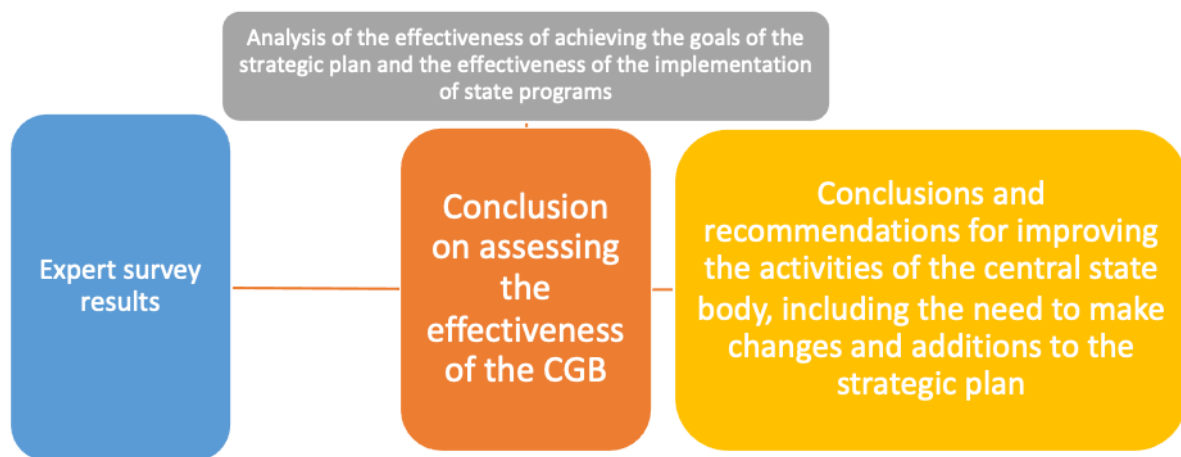 Analysis of the effectiveness of achieving the goals of the
strategic plan and the effectiveness of the implementation
of state programs
Expert survey
results
Conclusion
on assessing
the
effectiveness
of the CGB
Conclusions and
recommendations for improving
the activities of the central state
body, including the need to make
changes and additions to the
strategic plan